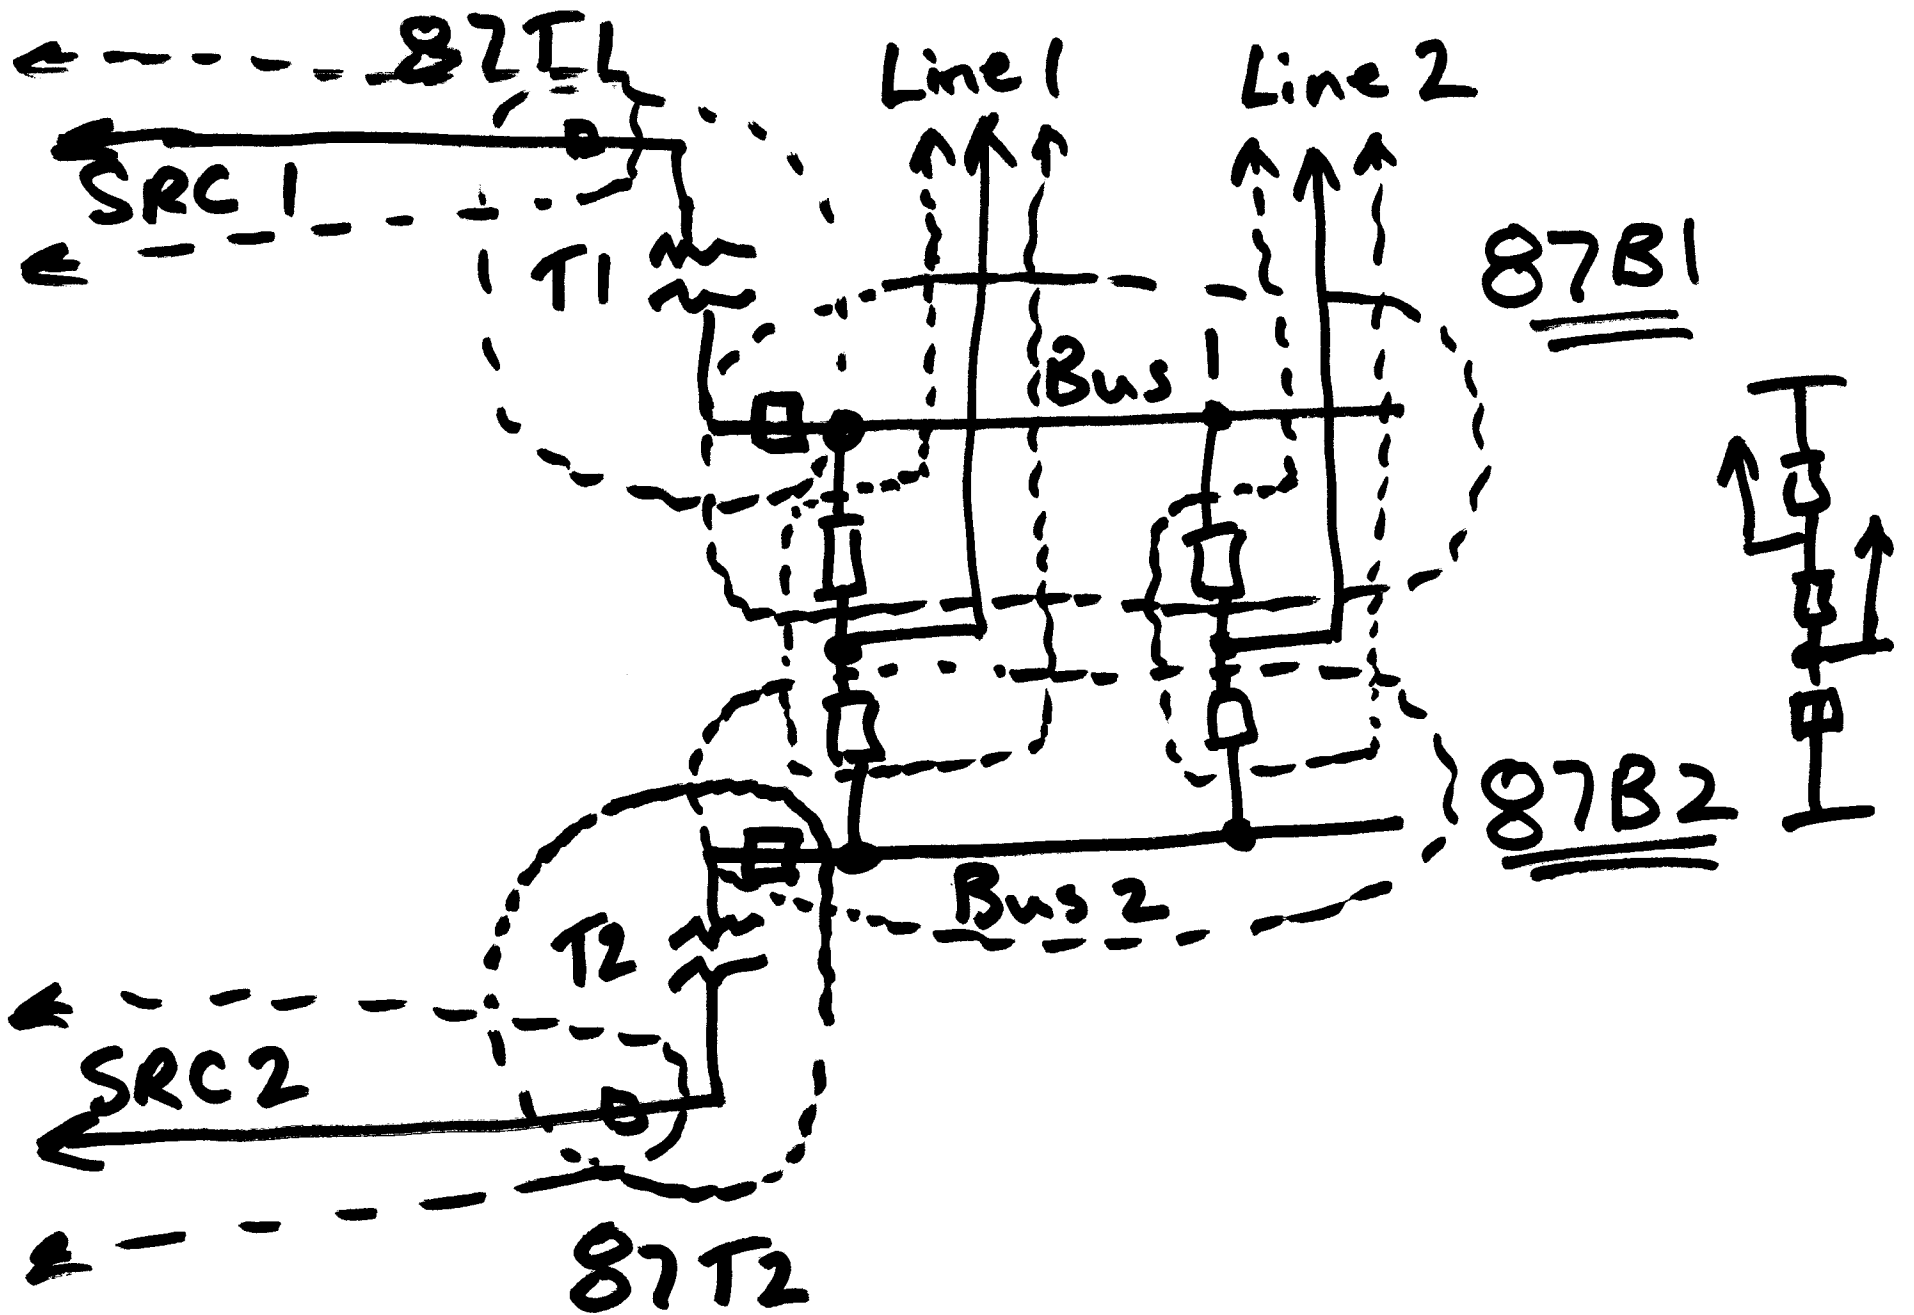 87T1
Line 1
Line 2
SRC 1
T1
87B1
Bus 1
87B2
Bus 2
T2
SRC 2
87T2